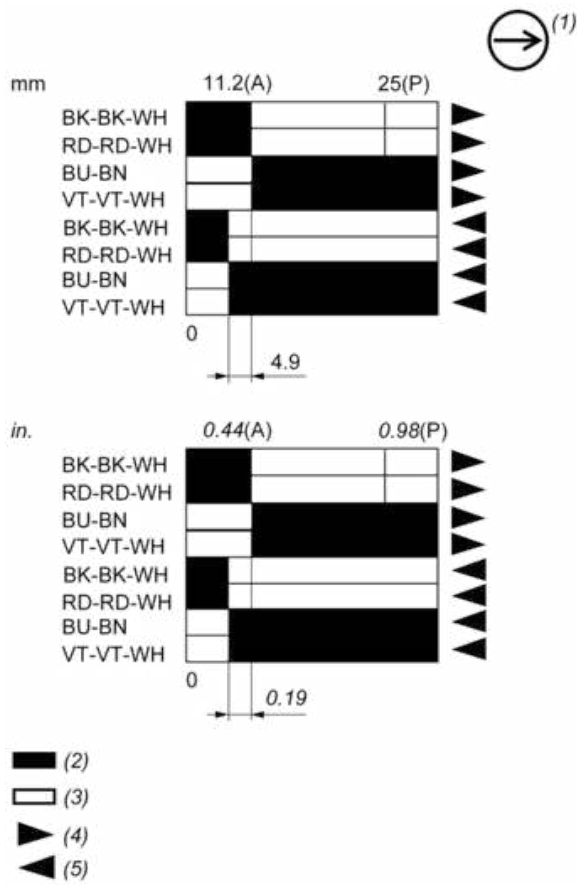 (1)
mm 11.2(A) 25(P)
BK-BK-WH
RD-RD-WH
BU-BN
VT-VT-WH
BK-BK-WH
RD-RD-WH
BU-BN
VT-VT-WH
0
4.9
in. 0.44(A) 0.98(P)
BK-BK-WH
RD-RD-WH
BU-BN
VT-VT-WH
BK-BK-WH
RD-RD-WH
BU-BN
VT-VT-WH
0
0.19
(2)
(3)
(4)
(5)